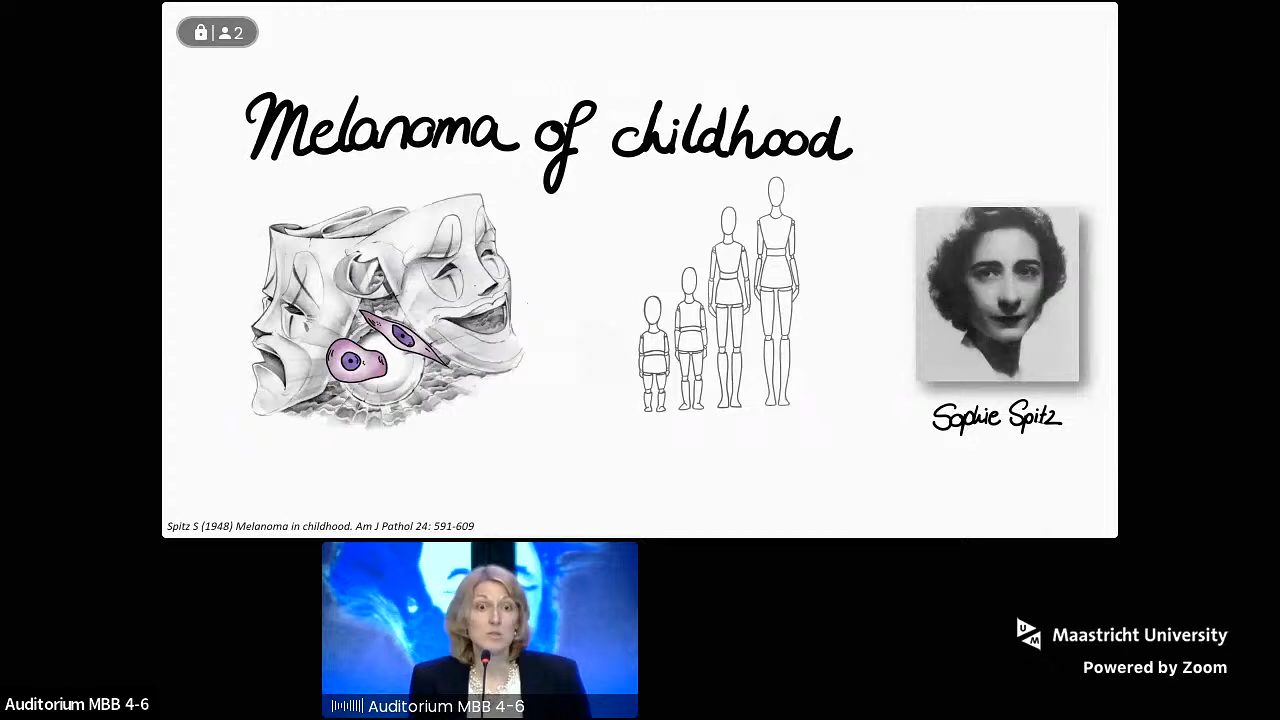 2
Melanoma of childhood
Sophie Spitz
Spitz S (1948) Melanoma in childhood. Am J Pathol 24: 591-609
UM
Maastricht University
Powered by Zoom
Auditorium MBB 4-6
Auditorium MBB 4-6